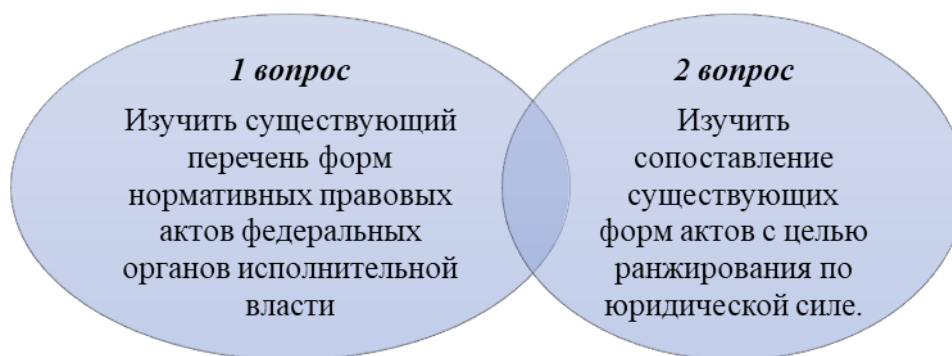 1 вопрос
Изучить существующий
перечень форм
нормативных правовых
актов федеральных
органов исполнительной
власти
2 вопрос
Изучить
сопоставление
существующих
форм актов с целью
ранжирования по
юридической силе.